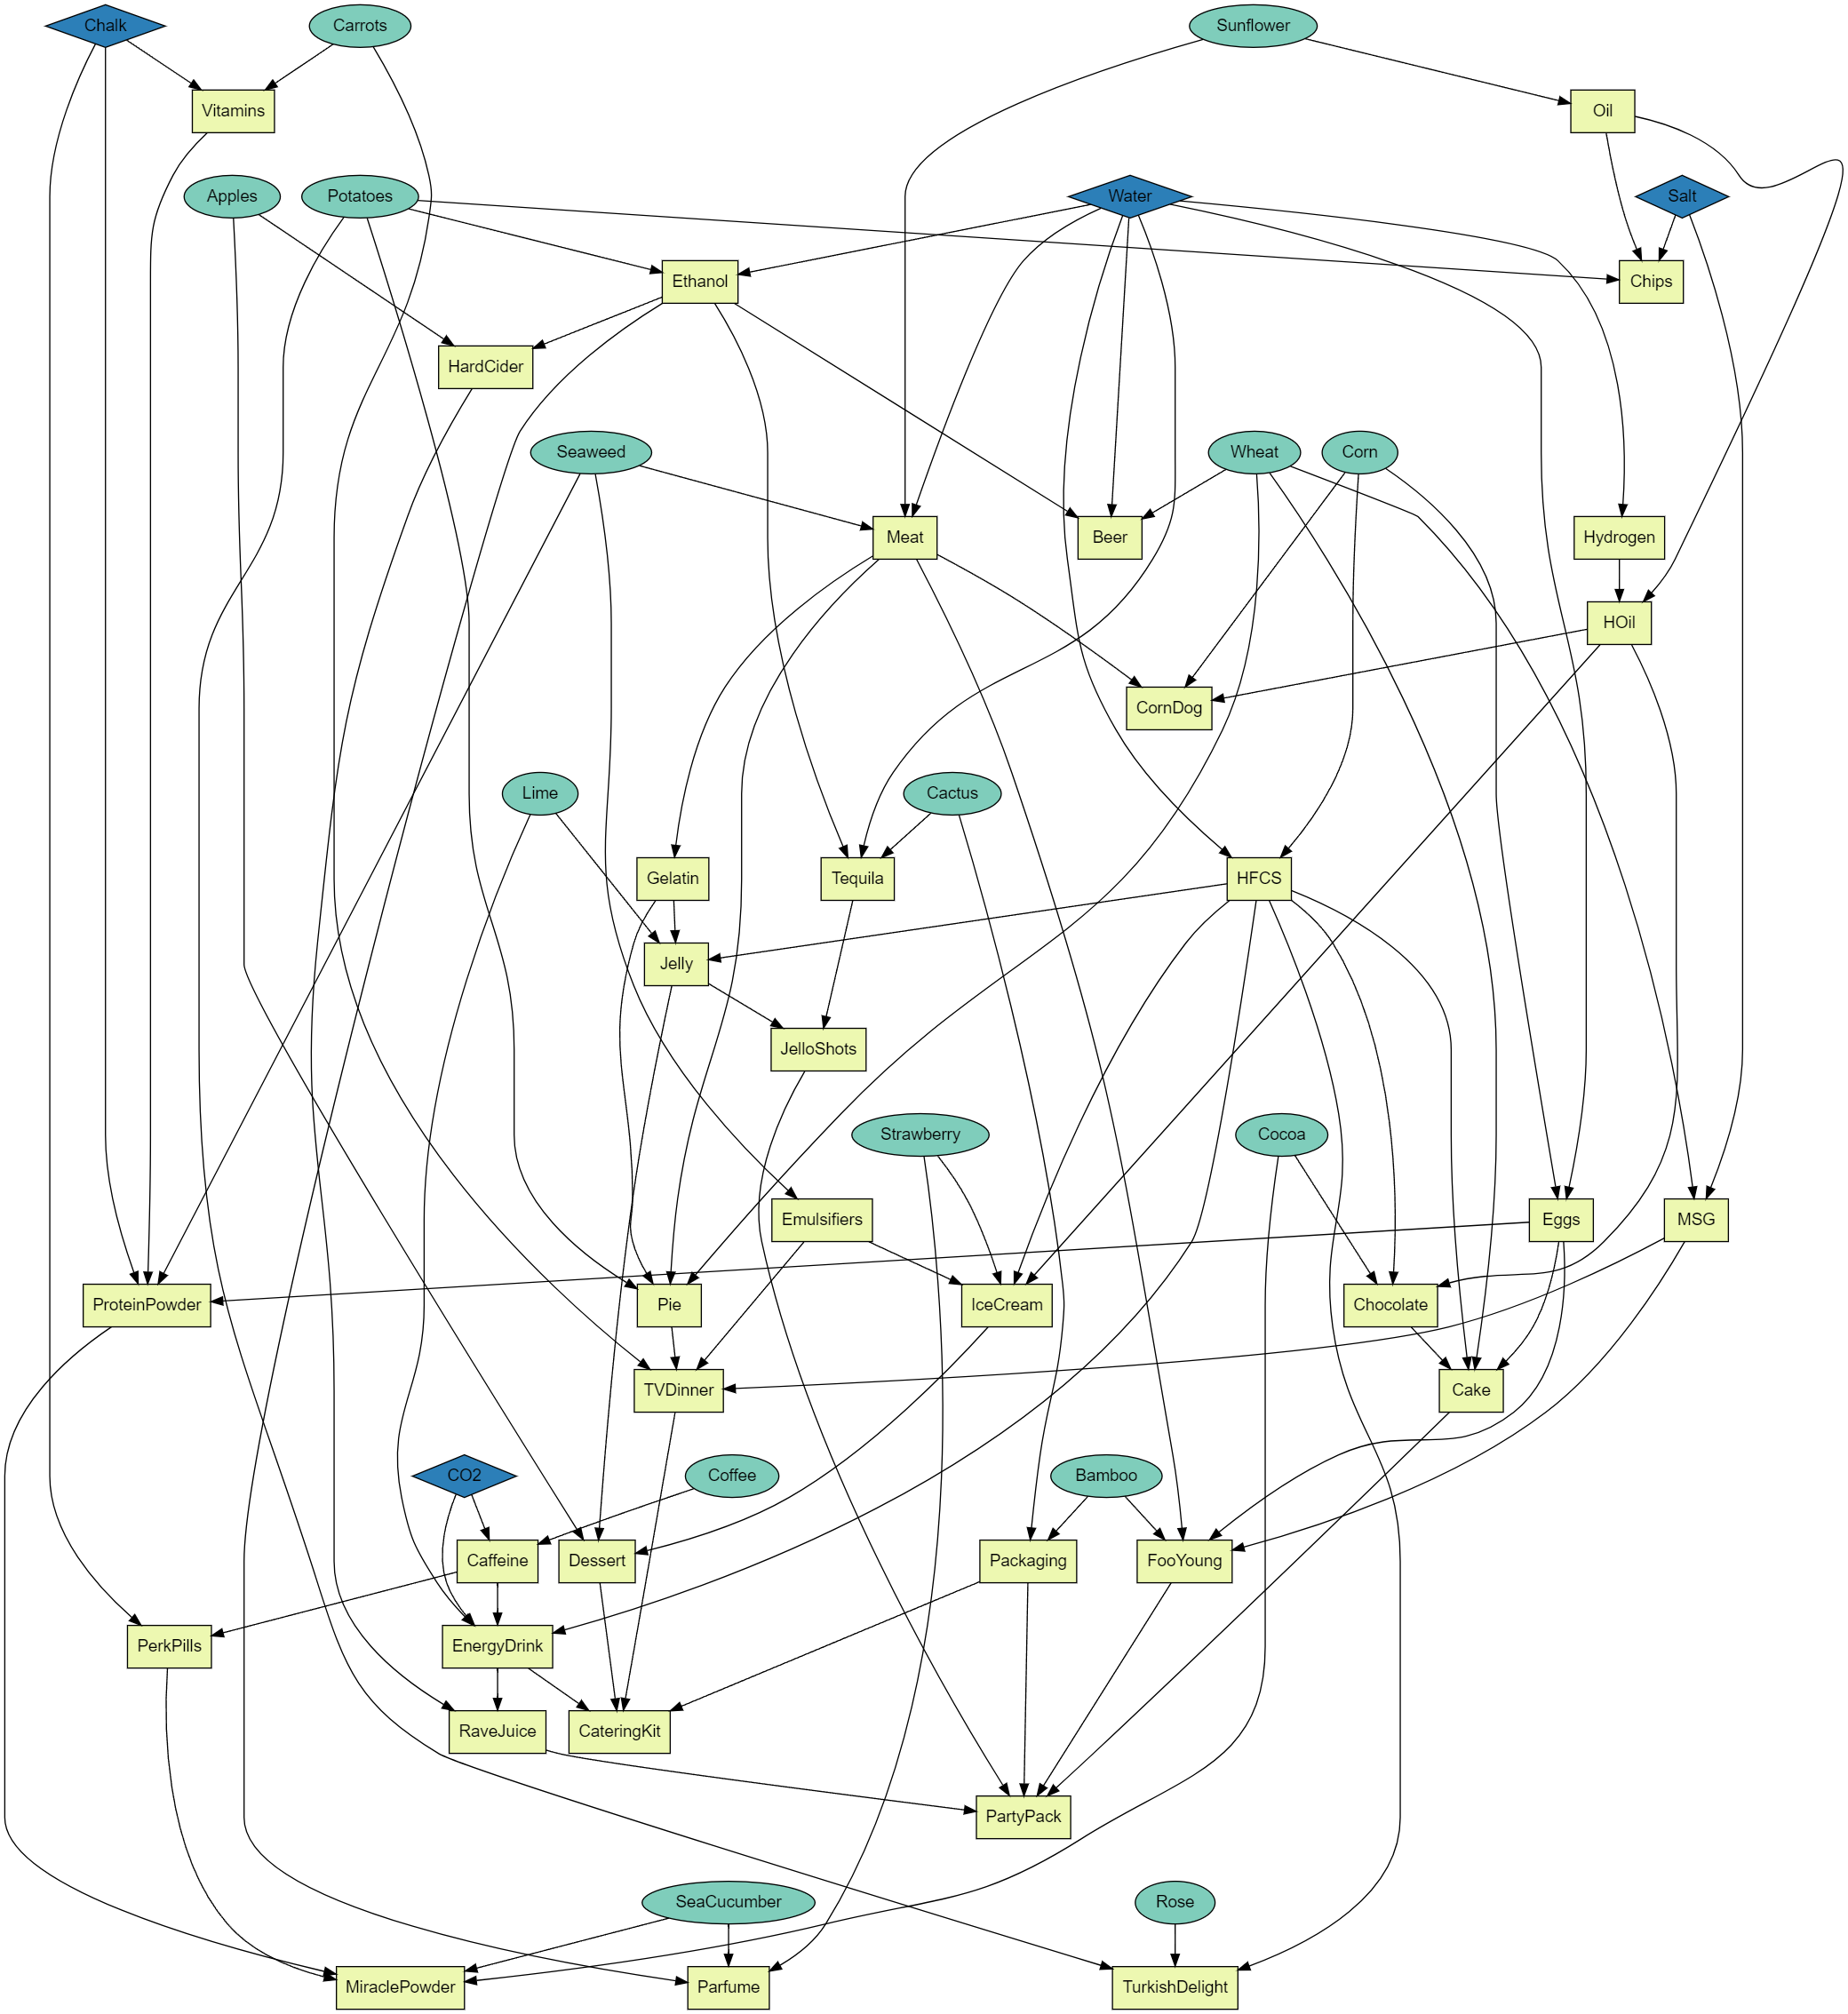 Chalk
Carrots
Sunflower
Vitamins
Oil
Apples
Potatoes
Water
Salt
Ethanol
Chips
HardCider
Seaweed
Wheat
Corn
Meat
Beer
Hydrogen
HOil
CornDog
Lime
Cactus
Gelatin
Tequila
HFCS
Jelly
JelloShots
Strawberry
Cocoa
Emulsifiers
Eggs
MSG
ProteinPowder
Pie
IceCream
Chocolate
TVDinner
Cake
CO2
Coffee
Bamboo
Caffeine
Dessert
Packaging
FooYoung
PerkPills
EnergyDrink
RaveJuice
CateringKit
PartyPack
SeaCucumber
Rose
MiraclePowder
Parfume
TurkishDelight